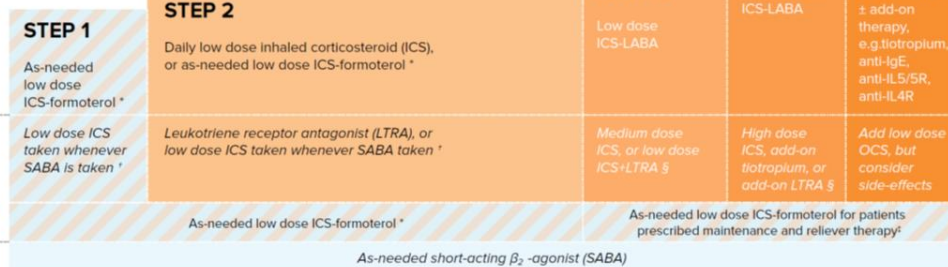 STEP 1
As-needed
low dose
ICS-formoterol *
STEP 2
Daily low dose inhaled corticosteroid (ICS),
or as-needed low dose ICS-formoterol *
Low dose
ICS-LABA
ICS-LABA
± add-on
therapy,
e.g.tiotropium,
anti-IgE,
anti-IL5/5R,
anti-IL4R
Low dose ICS
taken whenever
SABA is taken †
Leukotriene receptor antagonist (LTRA), or
low dose ICS taken whenever SABA taken †
Medium dose
ICS, or low dose
ICS+LTRA §
High dose
ICS, add-on
tiotropium, or
add-on LTRA §
Add low dose
OCS, but
consider
side-effects
As-needed low dose ICS-formoterol *
As-needed low dose ICS-formoterol for patients
prescribed maintenance and reliever therapy‡
As-needed short-acting β₂ -agonist (SABA)